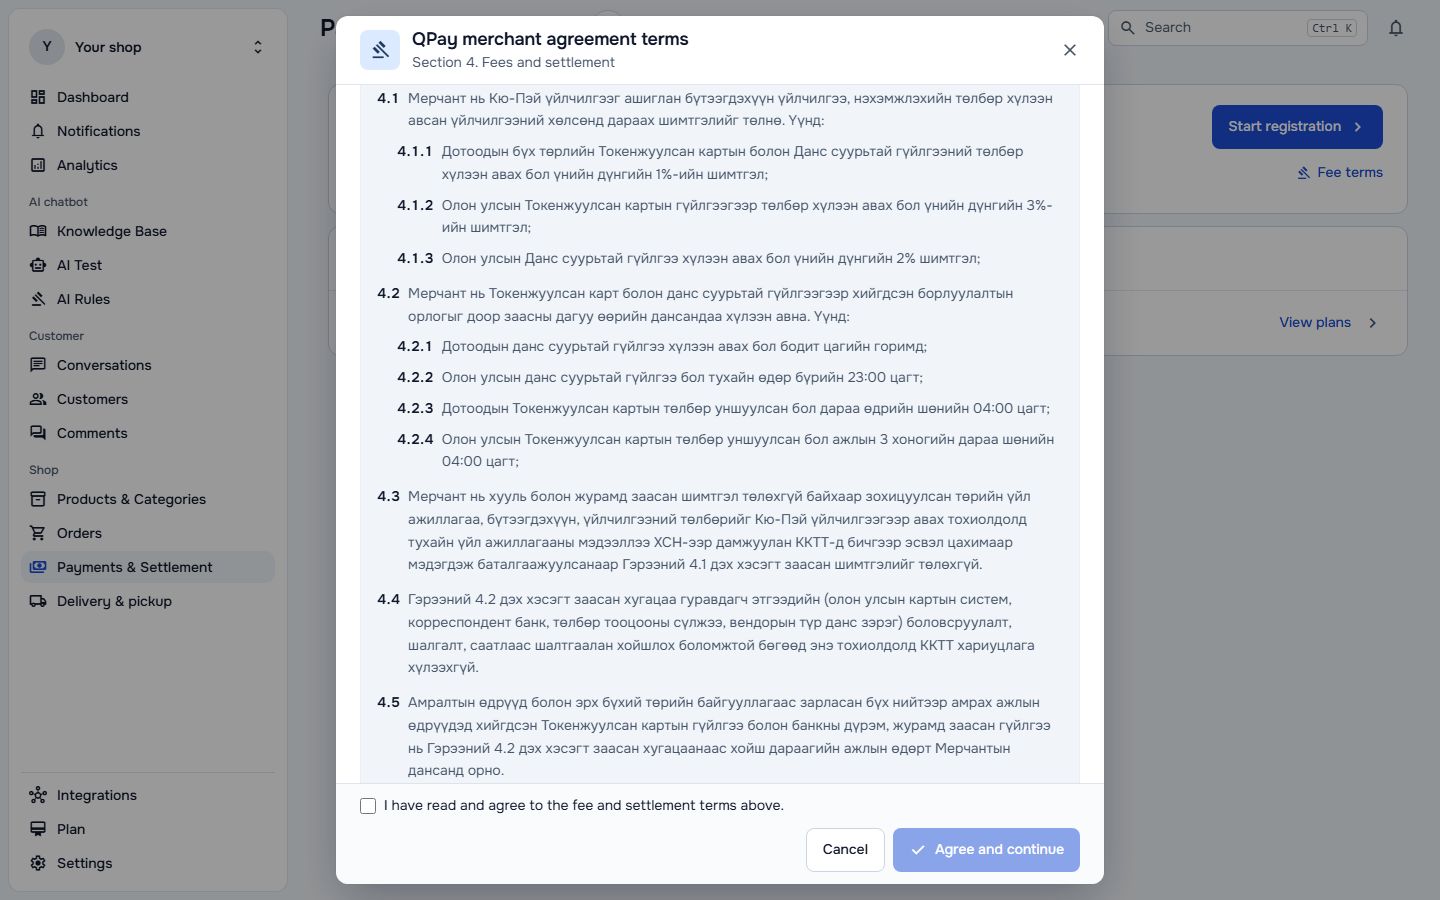 Y
Your shop
Dashboard
Notifications
Analytics
AI chatbot
Knowledge Base
AI Test
AI Rules
Customer
Conversations
Customers
Comments
Shop
Products & Categories
Orders
Payments & Settlement
Delivery & pickup
Integrations
Plan
Settings
P
Search
Ctrl K
Start registration
Fee terms
View plans
QPay merchant agreement terms
Section 4. Fees and settlement
4.1 Мерчант нь Кю-Пэй үйлчилгээг ашиглан бүтээгдэхүүн үйлчилгээ, нэхэмжлэхийн төлбөр хүлээн
авсан үйлчилгээний хөлсөнд дараах шимтгэлийг төлнө. Үүнд:
4.1.1 Дотоодын бүх төрлийн Токенжуулсан картын болон Данс суурьтай гүйлгээний төлбөр
хүлээн авах бол үнийн дүнгийн 1%-ийн шимтгэл;
4.1.2 Олон улсын Токенжуулсан картын гүйлгээгээр төлбөр хүлээн авах бол үнийн дүнгийн 3%-
ийн шимтгэл;
4.1.3 Олон улсын Данс суурьтай гүйлгээ хүлээн авах бол үнийн дүнгийн 2% шимтгэл;
4.2 Мерчант нь Токенжуулсан карт болон данс суурьтай гүйлгээгээр хийгдсэн борлуулалтын
орлогыг доор заасны дагуу өөрийн дансандаа хүлээн авна. Үүнд:
4.2.1 Дотоодын данс суурьтай гүйлгээ хүлээн авах бол бодит цагийн горимд;
4.2.2 Олон улсын данс суурьтай гүйлгээ бол тухайн өдөр бүрийн 23:00 цагт;
4.2.3 Дотоодын Токенжуулсан картын төлбөр уншуулсан бол дараа өдрийн шөнийн 04:00 цагт;
4.2.4 Олон улсын Токенжуулсан картын төлбөр уншуулсан бол ажлын 3 хоногийн дараа шөнийн
04:00 цагт;
4.3 Мерчант нь хууль болон журамд заасан шимтгэл төлөхгүй байхаар зохицуулсан төрийн үйл
ажиллагаа, бүтээгдэхүүн, үйлчилгээний төлбөрийг Кю-Пэй үйлчилгээгээр авах тохиолдолд
тухайн үйл ажиллагааны мэдээллээ ХСН-ээр дамжуулан ККТТ-д бичгээр эсвэл цахимаар
мэдэгдэж баталгаажуулсанаар Гэрээний 4.1 дэх хэсэгт заасан шимтгэлийг төлөхгүй.
4.4 Гэрээний 4.2 дэх хэсэгт заасан хугацаа гуравдагч этгээдийн (олон улсын картын систем,
корреспондент банк, төлбөр тооцооны сүлжээ, вендорын түр данс зэрэг) боловсруулалт,
шалгалт, саатлаас шалтгаалан хойшлох боломжтой бөгөөд энэ тохиолдолд ККТТ хариуцлага
хүлээхгүй.
4.5 Амралтын өдрүүд болон эрх бүхий төрийн байгууллагаас зарласан бүх нийтээр амрах ажлын
өдрүүдэд хийгдсэн Токенжуулсан картын гүйлгээ болон банкны дүрэм, журамд заасан гүйлгээ
нь Гэрээний 4.2 дэх хэсэгт заасан хугацаанаас хойш дараагийн ажлын өдөрт Мерчантын
дансанд орно.
I have read and agree to the fee and settlement terms above.
Cancel
Agree and continue